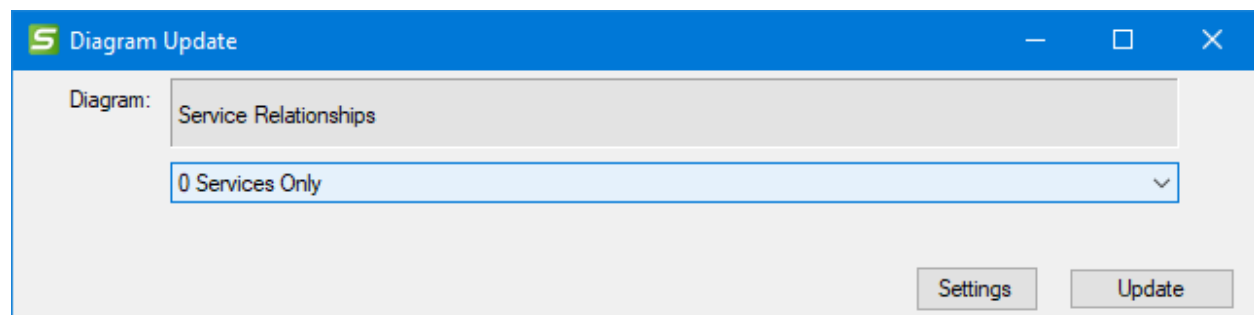 Diagram Update
Diagram:
Service Relationships
0 Services Only
Settings
Update